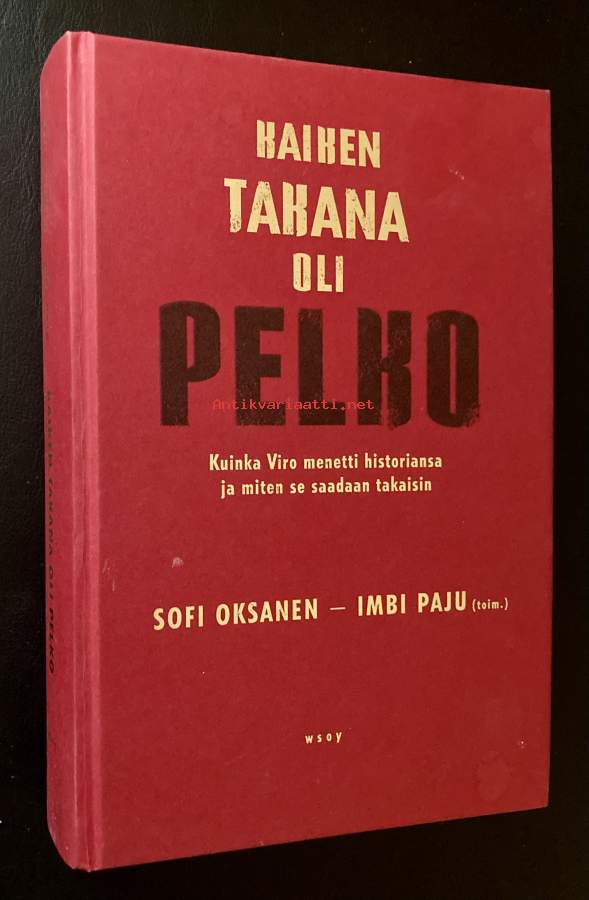 KAIKEN
TAKANA
OLI
PELKO
Antikvariaatti.net
Kuinka Viro menetti historiansa
ja miten se saadaan takaisin
SOFI OKSANEN – IMBI PAJU (toim.)
wsoy
KAIKEN TAKANA OLI PELKO